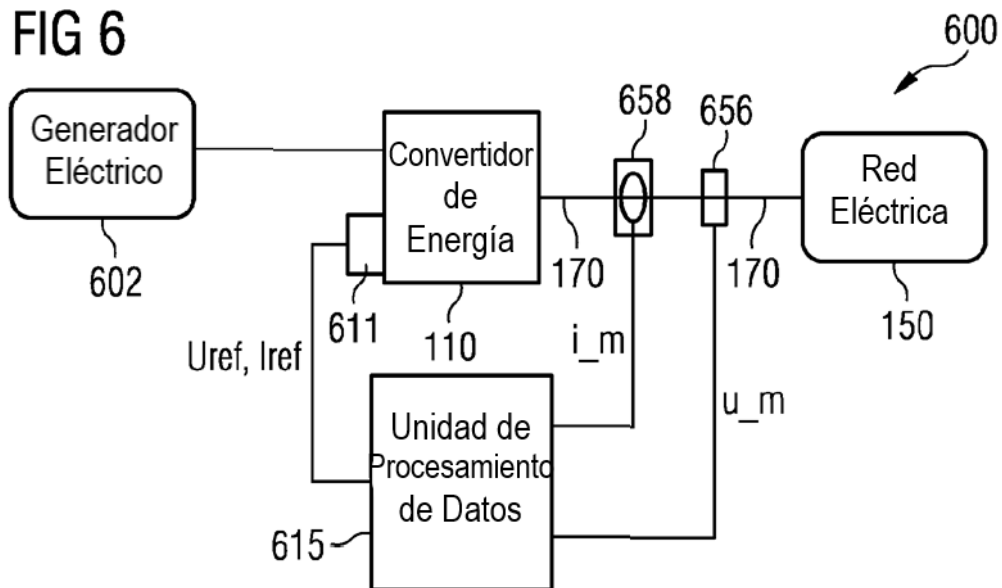 FIG 6
600
658
656
Generador
Eléctrico
Convertidor
de
Energía
Red
Eléctrica
602
611
110
170
170
150
Uref, Iref
i_m
u_m
Unidad de
Procesamiento
de Datos
615